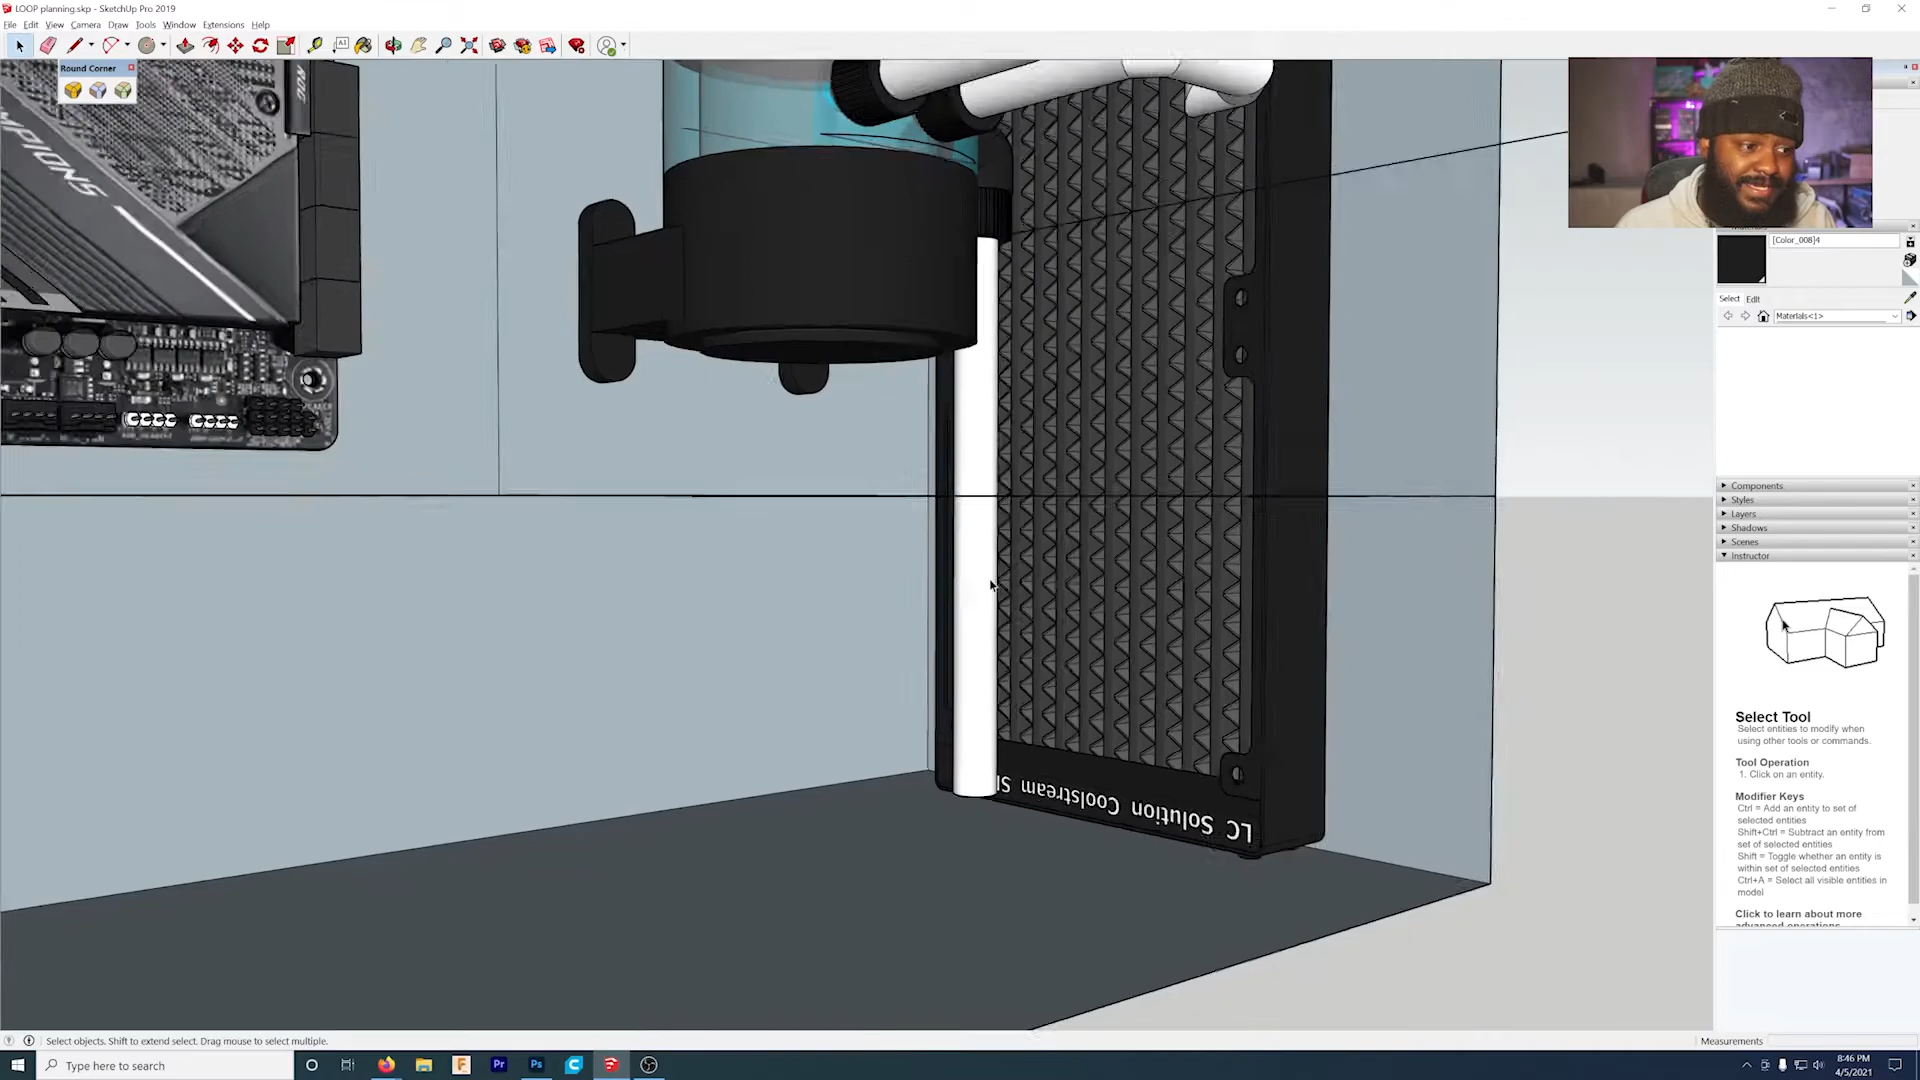 LOOP planning.skp - SketchUp Pro 2019
File Edit View Camera Draw Tools Window Extensions Help
Round Corner
MPIONS
[Color_008]4
Select Edit
Materials<1>
Components
Styles
Layers
Shadows
Scenes
Instructor
Select Tool
Select entities to modify when
using other tools or commands.
Tool Operation
1. Click on an entity.
Modifier Keys
Ctrl = Add an entity to set of
selected entities
Shift+Ctrl = Subtract an entity from
set of selected entities
Shift = Toggle whether an entity is
within set of selected entities
Ctrl+A = Select all visible entities in
model
Click to learn about more
advanced operations
LC Solution Coolstream
Select objects. Shift to extend select. Drag mouse to select multiple.
Measurements
Type here to search
8:46 PM
4/5/2021